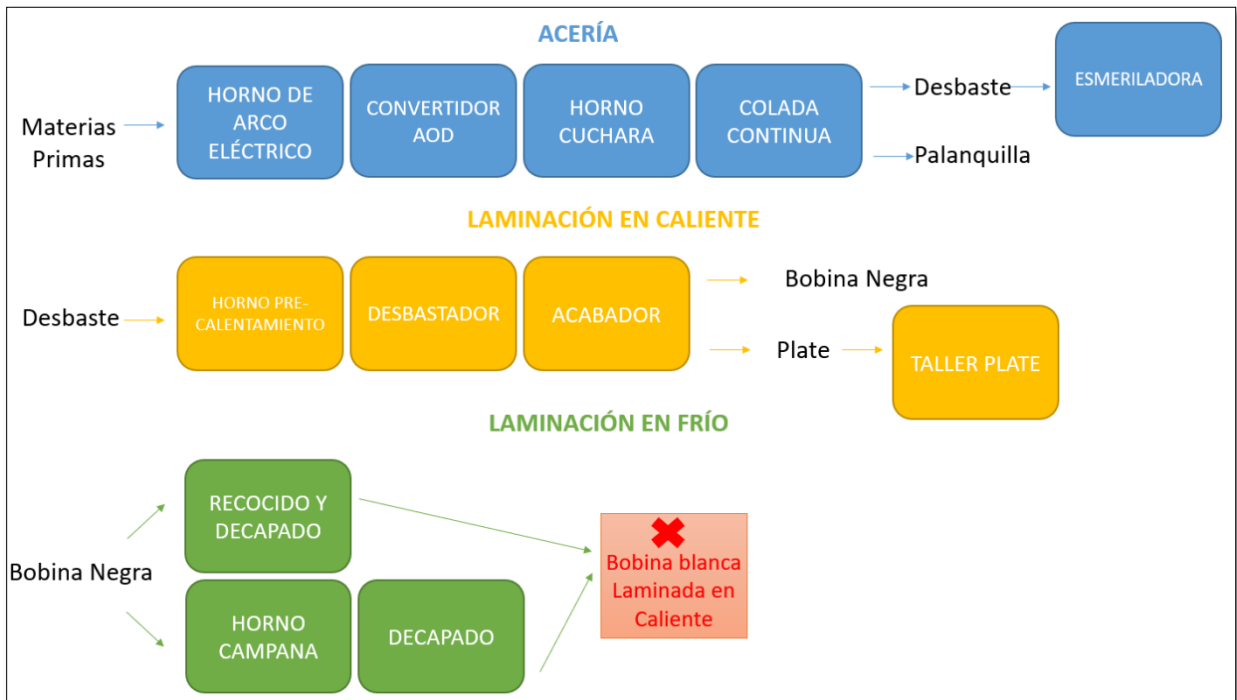 ACERÍA
Materias
Primas
HORNO DE
ARCO
ELÉCTRICO
CONVERTIDOR
AOD
HORNO
CUCHARA
COLADA
CONTINUA
Desbaste
Palanquilla
ESMERILADORA
LAMINACIÓN EN CALIENTE
Desbaste
HORNO PRE-
CALENTAMIENTO
DESBASTADOR
ACABADOR
Bobina Negra
Plate
TALLER PLATE
LAMINACIÓN EN FRÍO
Bobina Negra
RECOCIDO Y
DECAPADO
HORNO
CAMPANA
DECAPADO
Bobina blanca
Laminada en
Caliente